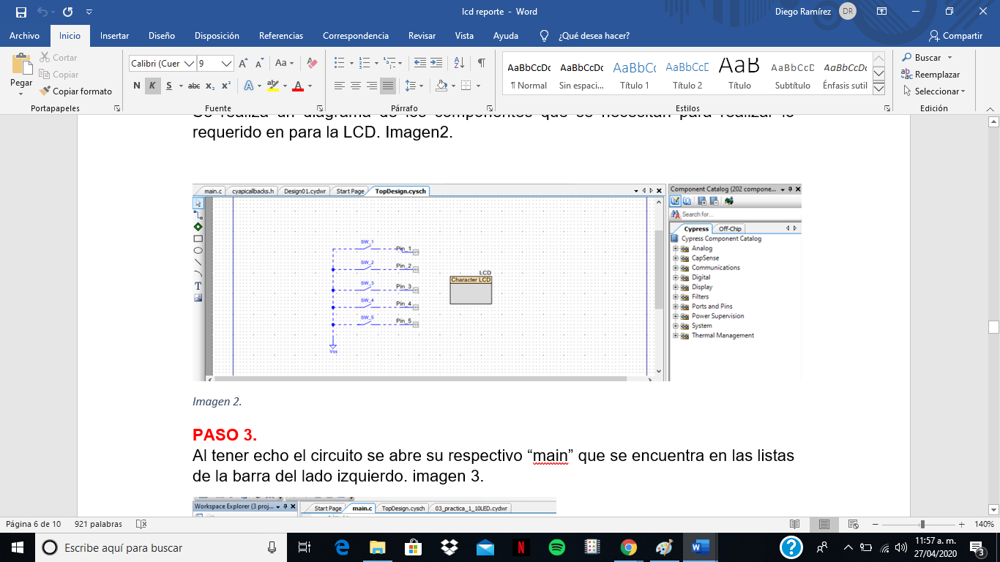 lcd reporte - Word
Diego Ramírez DR
Archivo Inicio Insertar Diseño Disposición Referencias Correspondencia Revisar Vista Ayuda ¿Qué desea hacer? Compartir
Pegar
Cortar
Copiar
Copiar formato
Calibri (Cuer 9
N K S abc x₂ x²
AaBbCcDc AaBbCcDc AaBbCc AaBbCcE AaB AaBbCcD AaBbCcDc
¶ Normal Sin espaci... Título 1 Título 2 Título Subtítulo Énfasis sutil
Buscar
Reemplazar
Seleccionar
Portapapeles Fuente Párrafo Estilos Edición
Se realiza un diagrama de los componentes que se necesitan para realizar lo
requerido en para la LCD. Imagen2.
main.c cyapicallbacks.h Design01.cydwr Start Page TopDesign.cysch
Component Catalog (202 compone...
Search for...
Cypress Off-Chip
Cypress Component Catalog
Analog
CapSense
Communications
Digital
Display
Filters
Ports and Pins
Power Supervision
System
Thermal Management
SW_1 Pin_1
SW_2 Pin_2
SW_3 Pin_3
SW_4 Pin_4
SW_5 Pin_5
Vss
LCD
Character LCD
Imagen 2.
PASO 3.
Al tener echo el circuito se abre su respectivo “main” que se encuentra en las listas
de la barra del lado izquierdo. imagen 3.
Workspace Explorer (3 proj...
Start Page main.c TopDesign.cysch 03_practica_1_10LED.cydwr
Página 6 de 10 921 palabras 140%
Escribe aquí para buscar
11:57 a. m.
27/04/2020
3